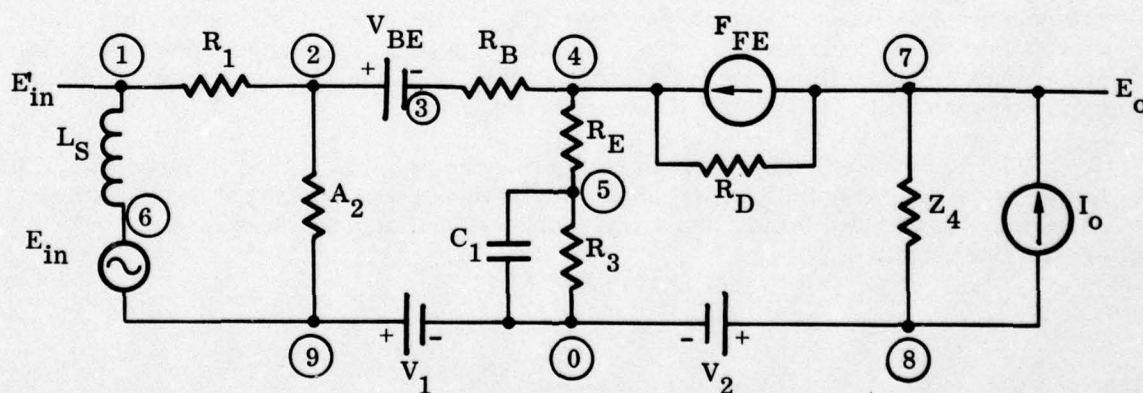 1 R1 2 VBE RB 4 FFE 7
E'in + - 3 Eo
LS RE RD
6 A2 5 Z4 Io
Ein C1 R3
+ - - +
9 V1 0 V2 8